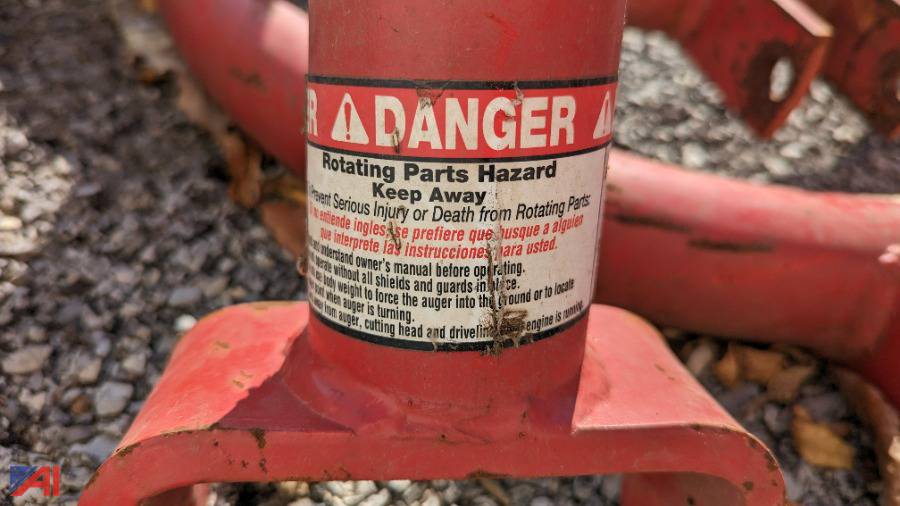 R DANGER
Rotating Parts Hazard
Keep Away
Prevent Serious Injury or Death from Rotating Parts:
no entiende ingles, se prefiere que busque a alguien
que interprete las instrucciones para usted.
and understand owner's manual before operating.
operate without all shields and guards in place.
body weight to force the auger into the ground or to locate
when auger is turning.
from auger, cutting head and driveline engine is running.
AI